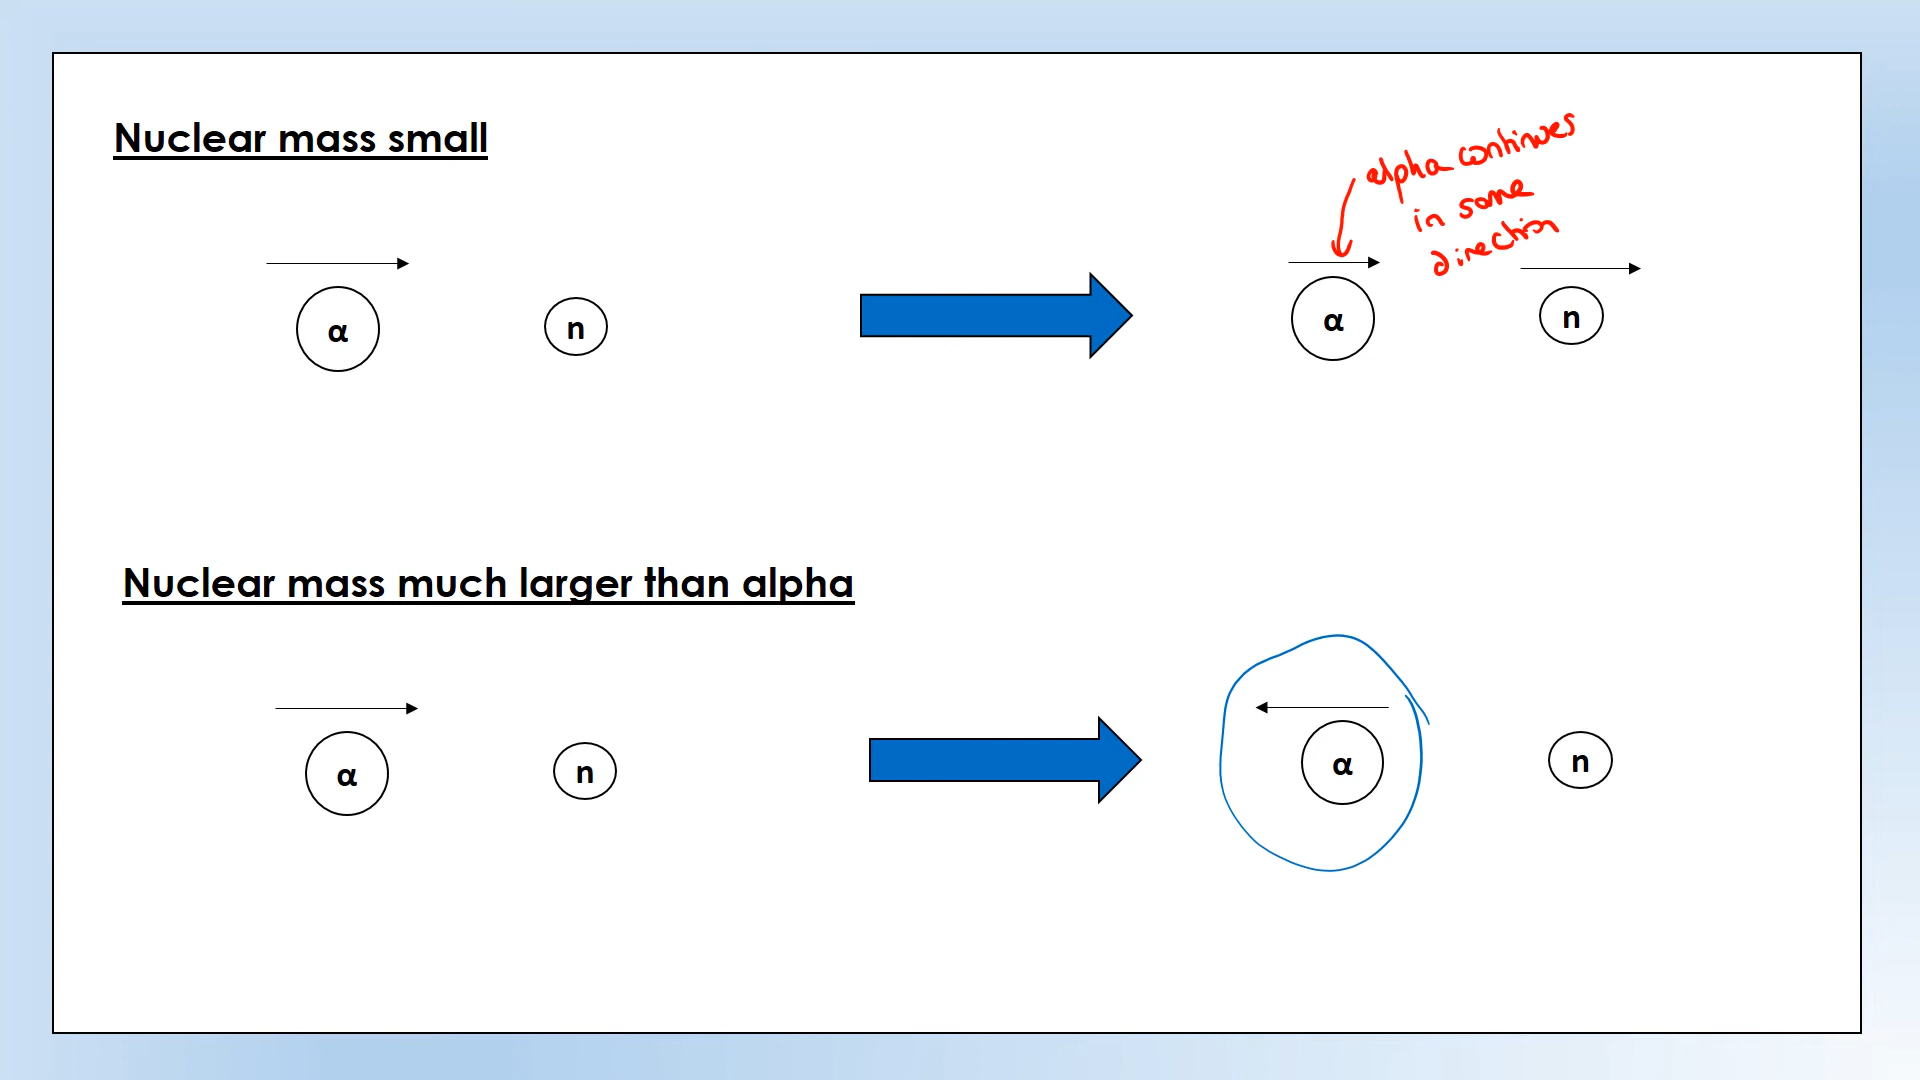 Nuclear mass small
alpha continues
in same
direction
α
n
α
n
Nuclear mass much larger than alpha
α
n
α
n